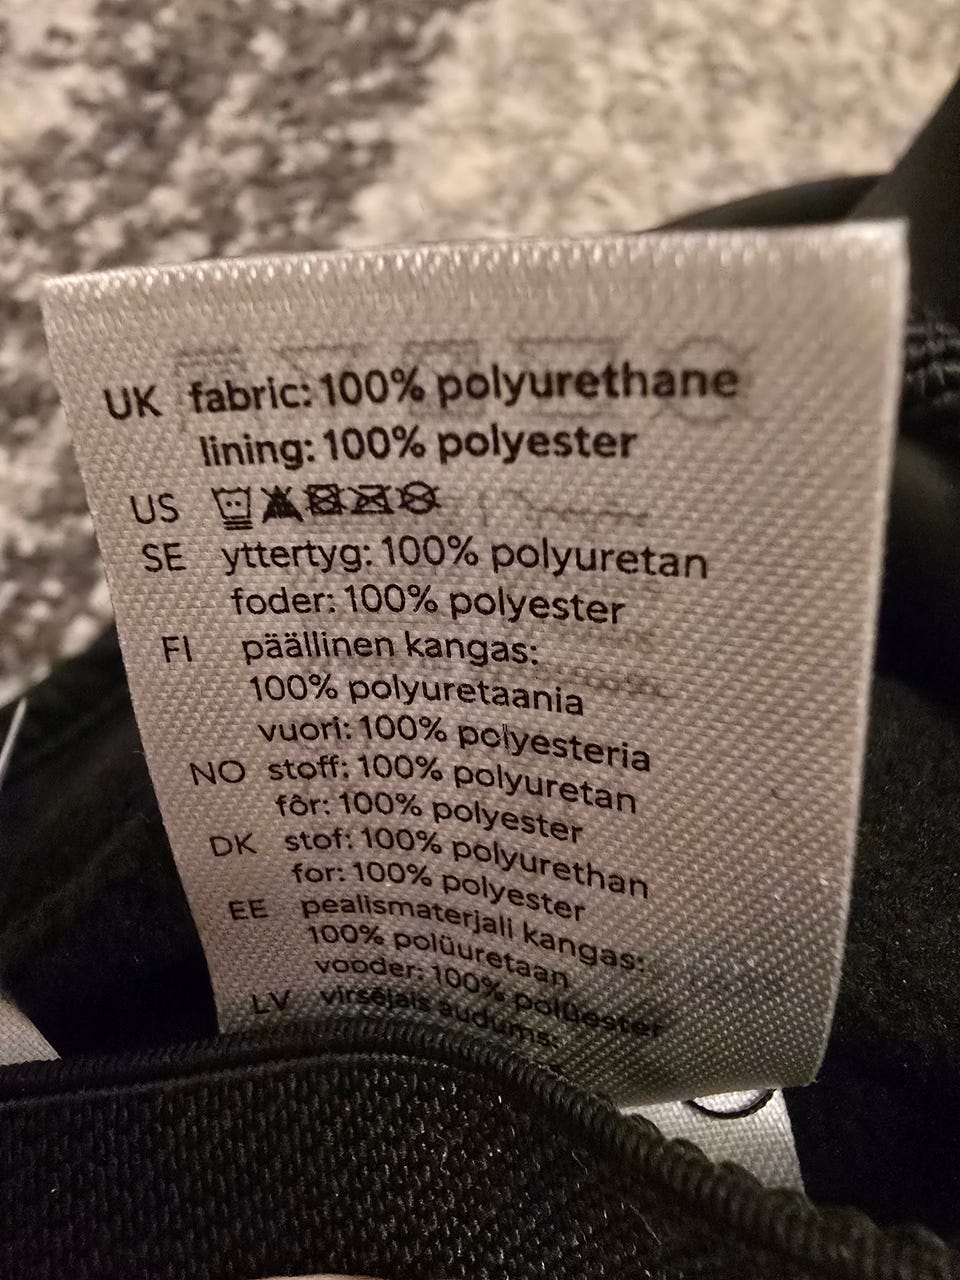 UK fabric: 100% polyurethane
lining: 100% polyester
US
SE yttertyg: 100% polyuretan
foder: 100% polyester
FI päällinen kangas:
100% polyuretaania
vuori: 100% polyesteria
NO stoff: 100% polyuretan
fôr: 100% polyester
DK stof: 100% polyurethan
for: 100% polyester
EE pealismaterjali kangas:
100% polüuretaan
vooder: 100% polüester
LV virsējais audums: